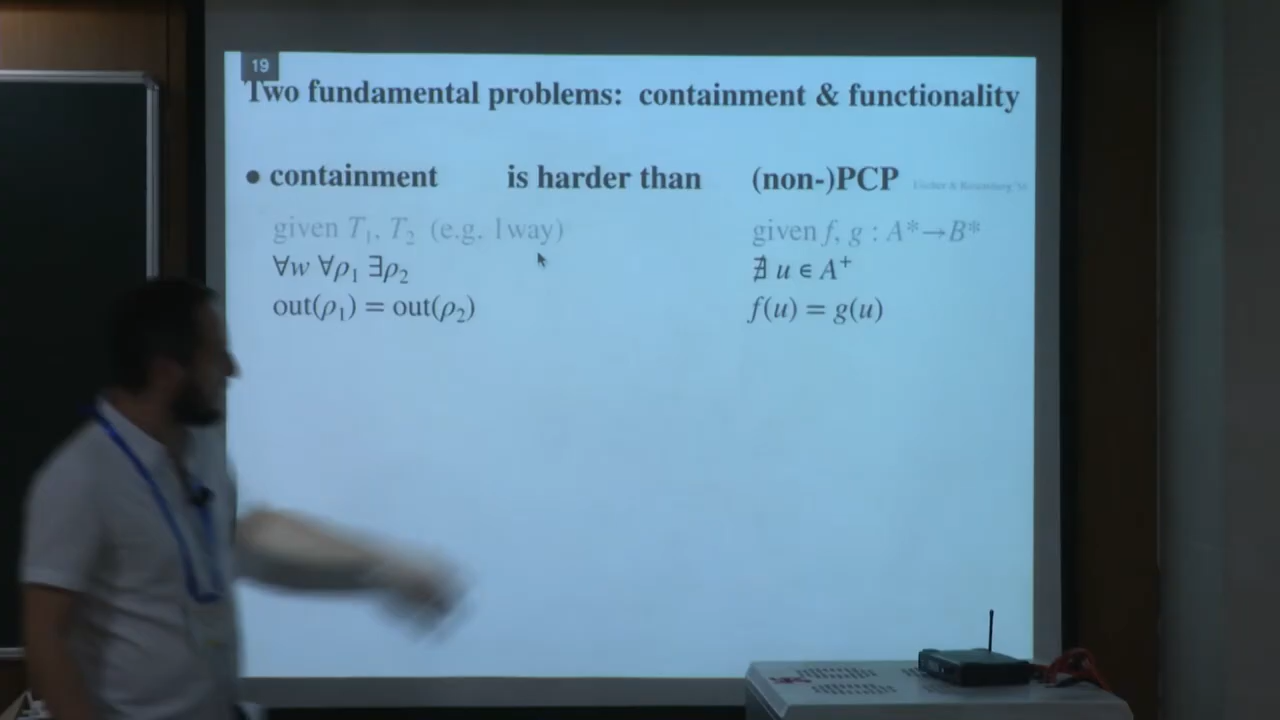 19
Two fundamental problems: containment & functionality
• containment is harder than (non-)PCP
given T₁, T₂ (e.g. 1way) given f, g : A*→B*
∀w ∀ρ₁ ∃ρ₂ ∄ u ∈ A⁺
out(ρ₁) = out(ρ₂) f(u) = g(u)